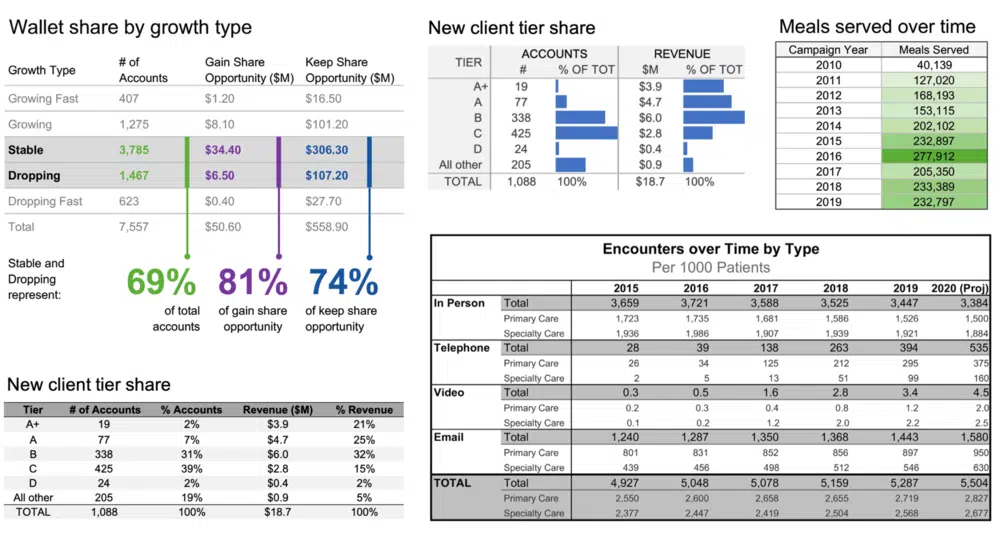 Wallet share by growth type
Growth Type # of Accounts Gain Share Opportunity ($M) Keep Share Opportunity ($M)
Growing Fast 407 $1.20 $16.50
Growing 1,275 $8.10 $101.20
Stable 3,785 $34.40 $306.30
Dropping 1,467 $6.50 $107.20
Dropping Fast 623 $0.40 $27.70
Total 7,557 $50.60 $558.90
Stable and
Dropping
represent:
69% 81% 74%
of total accounts
of gain share opportunity
of keep share opportunity
New client tier share
Tier # of Accounts % Accounts Revenue ($M) % Revenue
A+ 19 2% $3.9 21%
A 77 7% $4.7 25%
B 338 31% $6.0 32%
C 425 39% $2.8 15%
D 24 2% $0.4 2%
All other 205 19% $0.9 5%
TOTAL 1,088 100% $18.7 100%
New client tier share
ACCOUNTS REVENUE
TIER # % OF TOT $M % OF TOT
A+ 19 $3.9
A 77 $4.7
B 338 $6.0
C 425 $2.8
D 24 $0.4
All other 205 $0.9
TOTAL 1,088 100% $18.7 100%
Meals served over time
Campaign Year Meals Served
2010 40,139
2011 127,020
2012 168,193
2013 153,115
2014 202,102
2015 232,897
2016 277,912
2017 205,350
2018 233,389
2019 232,797
Encounters over Time by Type
Per 1000 Patients
2015 2016 2017 2018 2019 2020 (Proj)
In Person Total 3,659 3,721 3,588 3,525 3,447 3,384
Primary Care 1,723 1,735 1,681 1,586 1,526 1,500
Specialty Care 1,936 1,986 1,907 1,939 1,921 1,884
Telephone Total 28 39 138 263 394 535
Primary Care 26 34 125 212 295 375
Specialty Care 2 5 13 51 99 160
Video Total 0.3 0.5 1.6 2.8 3.4 4.5
Primary Care 0.2 0.3 0.4 0.8 1.2 2.0
Specialty Care 0.1 0.2 1.2 2.0 2.2 2.5
Email Total 1,240 1,287 1,350 1,368 1,443 1,580
Primary Care 801 831 852 856 897 950
Specialty Care 439 456 498 512 546 630
TOTAL 4,927 5,048 5,078 5,159 5,287 5,504
Primary Care 2,550 2,600 2,658 2,655 2,719 2,827
Specialty Care 2,377 2,447 2,419 2,504 2,568 2,677